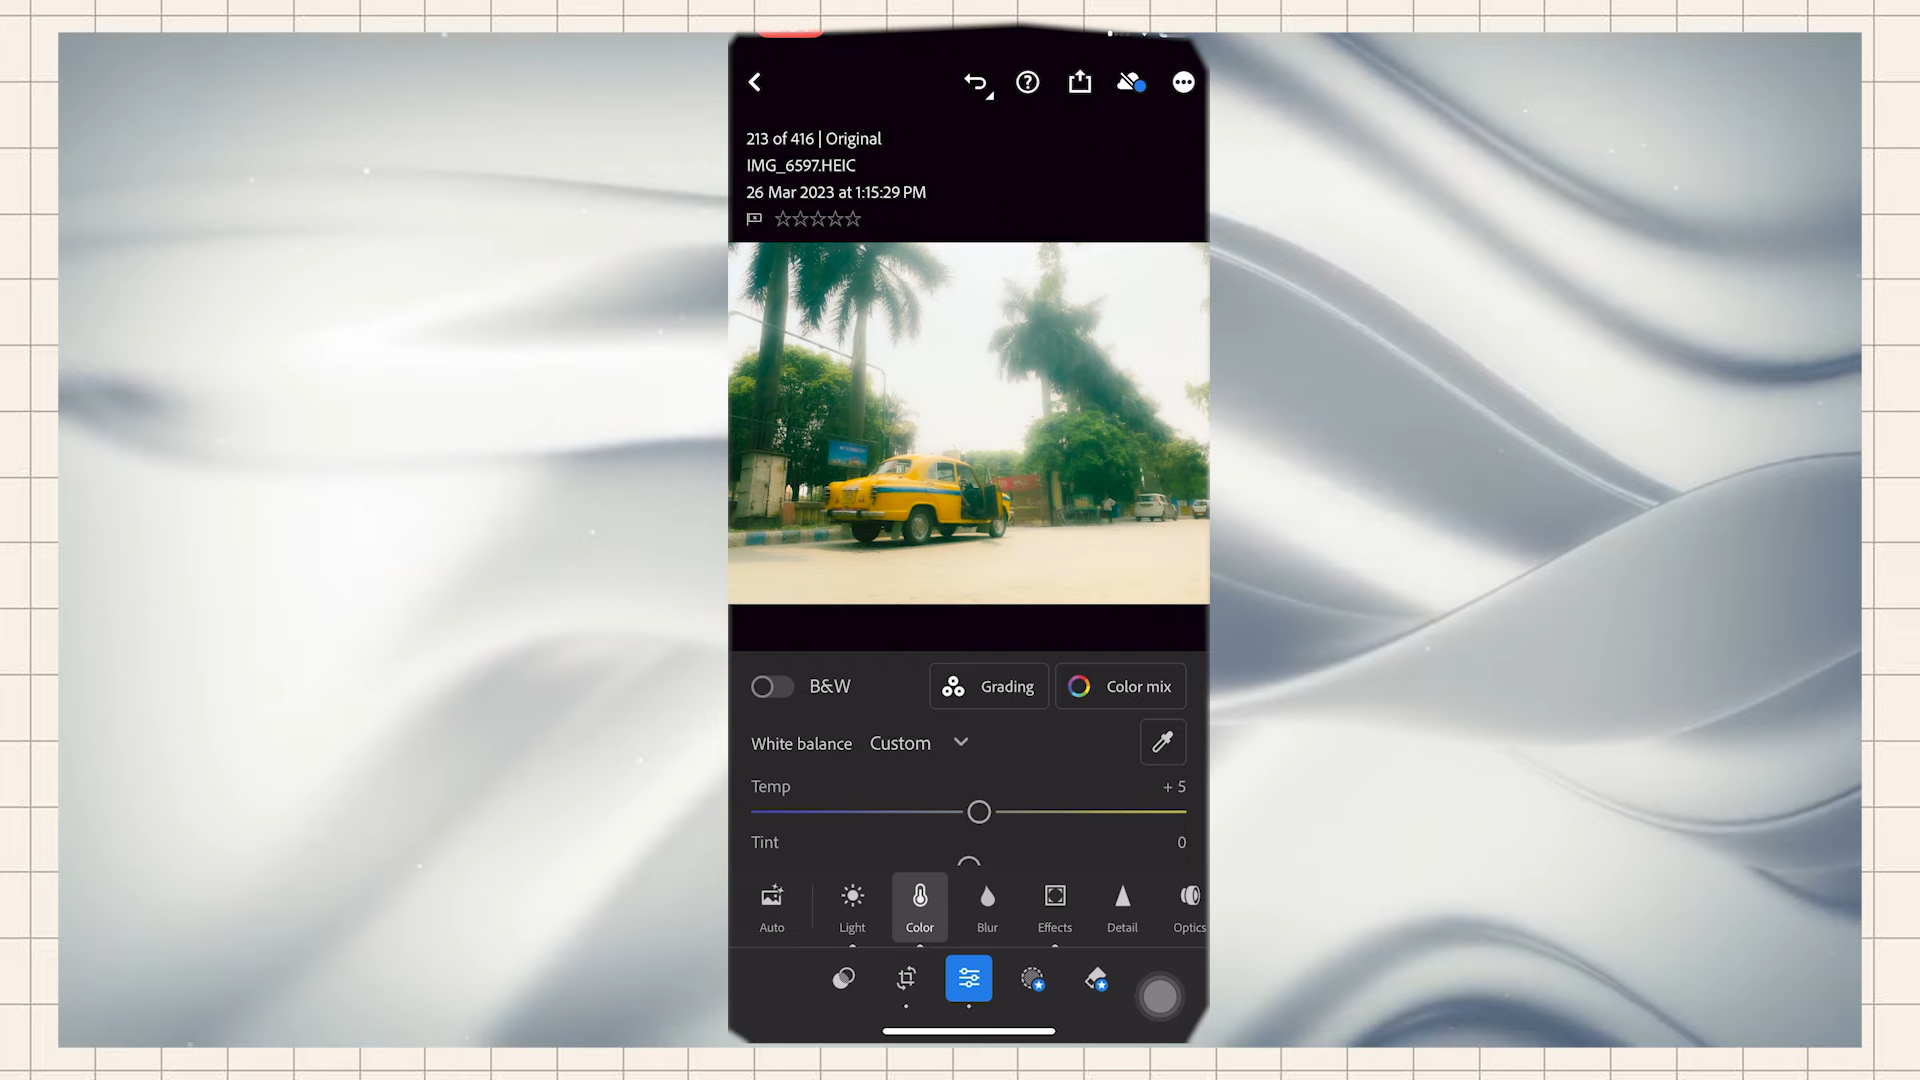 213 of 416 | Original
IMG_6597.HEIC
26 Mar 2023 at 1:15:29 PM
B&W
Grading
Color mix
White balance Custom
Temp + 5
Tint 0
Auto Light Color Blur Effects Detail Optics